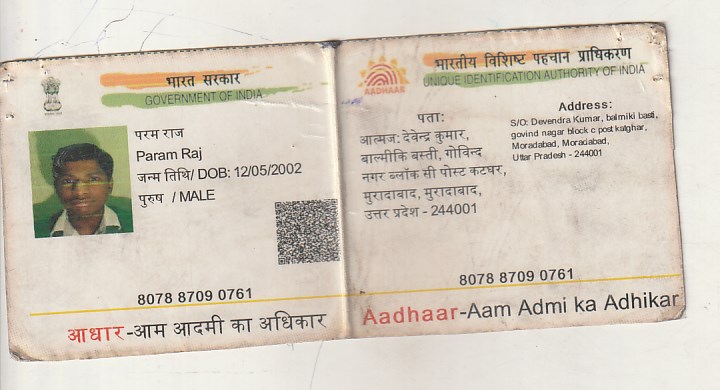 भारत सरकार
GOVERNMENT OF INDIA
परम राज
Param Raj
जन्म तिथि/ DOB: 12/05/2002
पुरुष / MALE
8078 8709 0761
आधार-आम आदमी का अधिकार
भारतीय विशिष्ट पहचान प्राधिकरण
UNIQUE IDENTIFICATION AUTHORITY OF INDIA
AADHAAR
पता:
आत्मज: देवेन्द्र कुमार,
बाल्मीकि बस्ती, गोविन्द
नगर ब्लॉक सी पोस्ट कटघर,
मुरादाबाद, मुरादाबाद,
उत्तर प्रदेश - 244001
Address:
S/O: Devendra Kumar, balmiki basti,
govind nagar block c post katghar,
Moradabad, Moradabad,
Uttar Pradesh - 244001
8078 8709 0761
Aadhaar-Aam Admi ka Adhikar